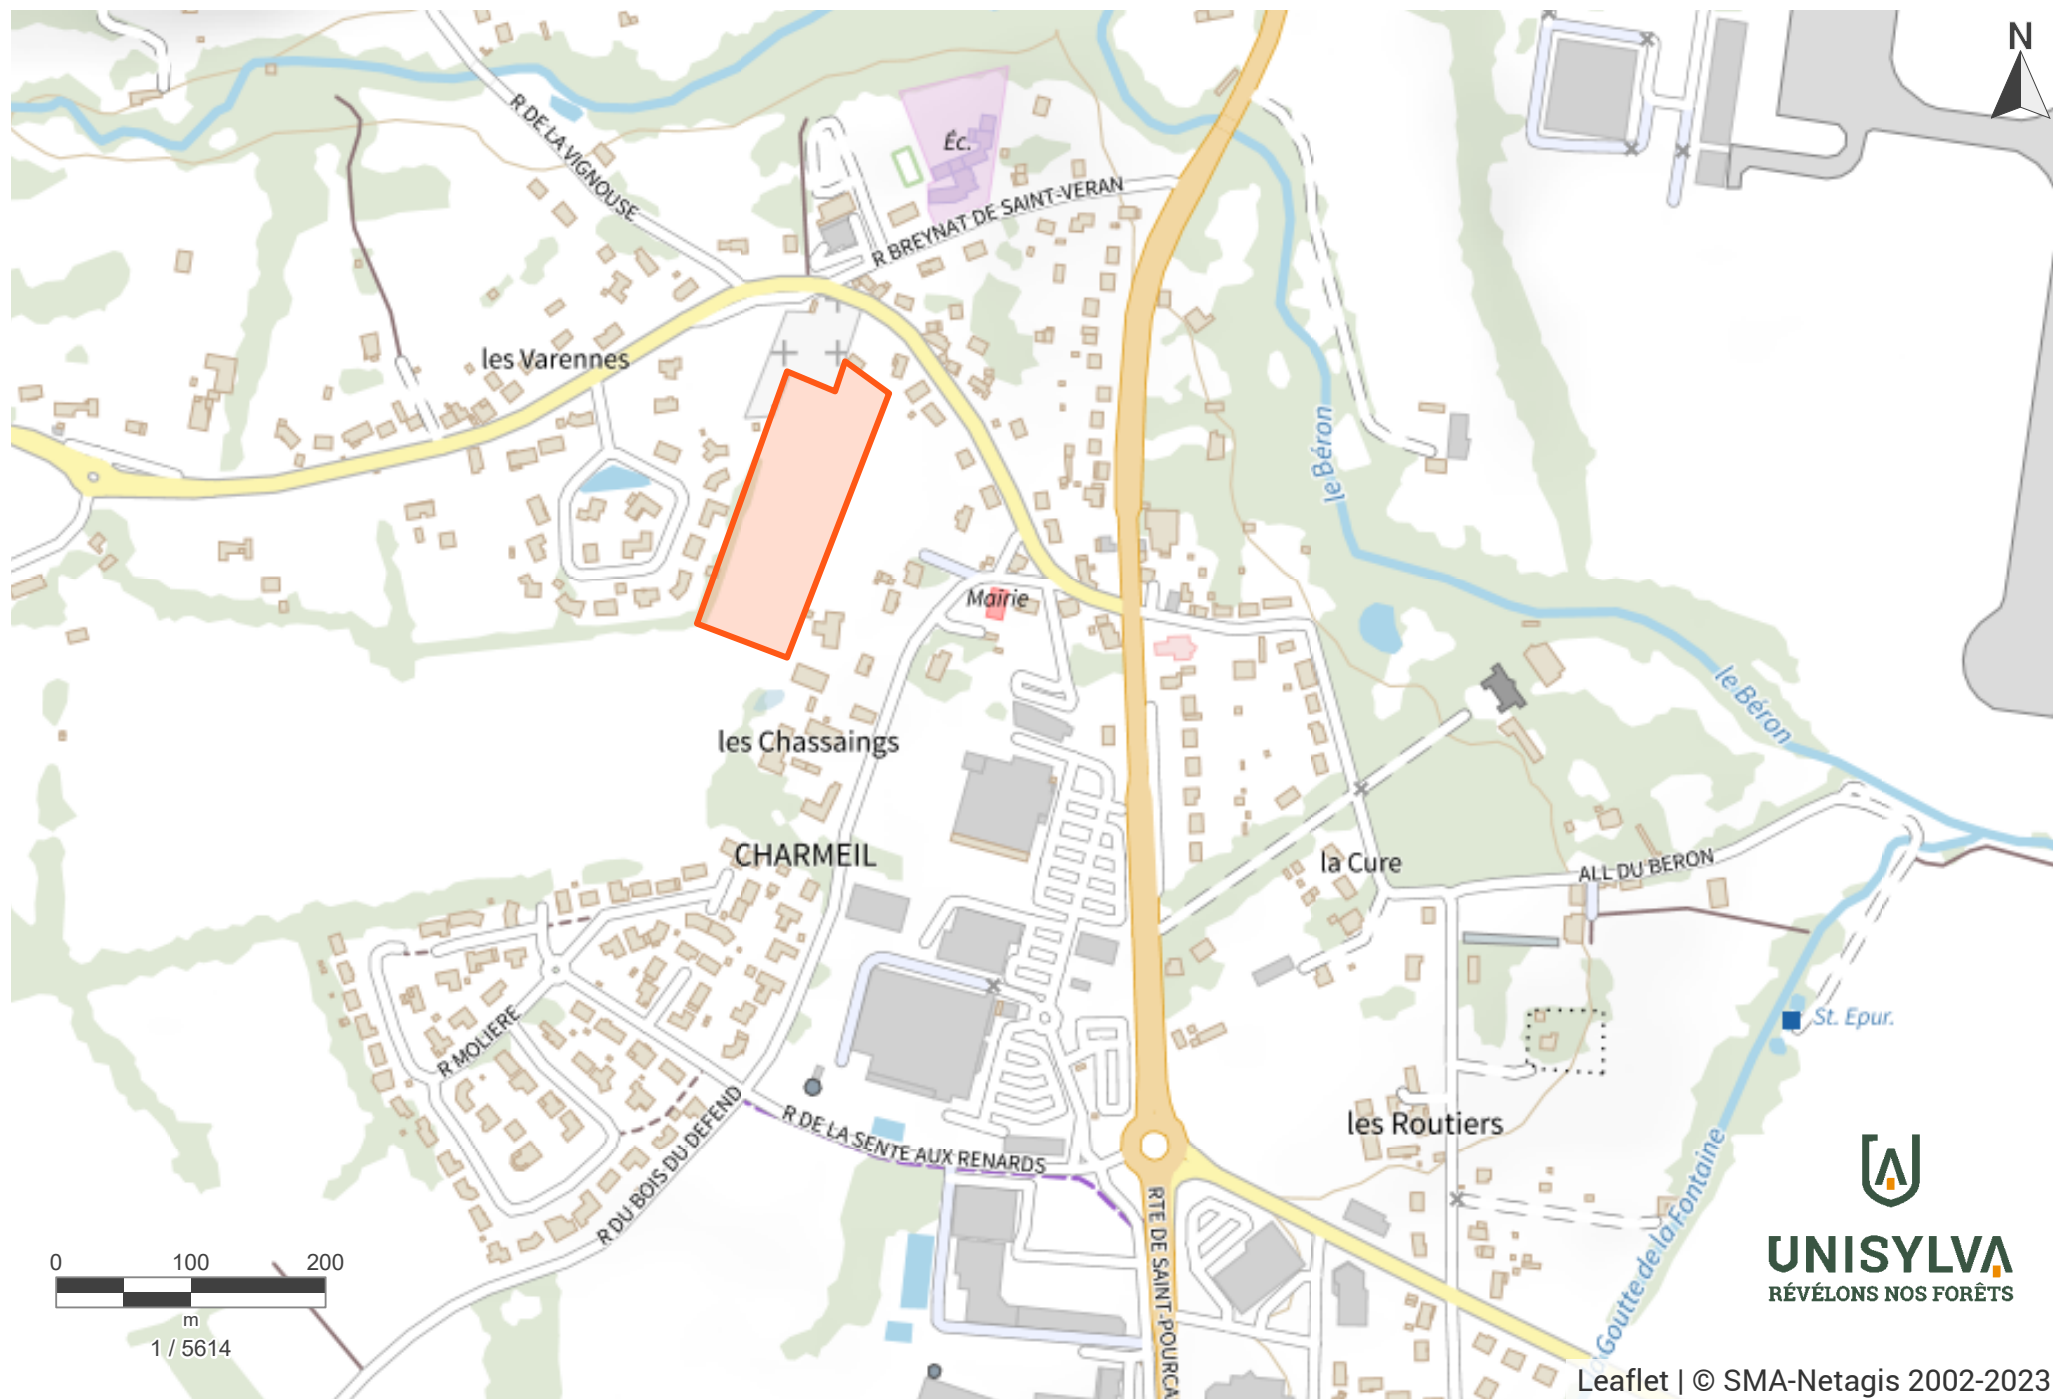 N
R DE LA VIGNOUSE
Éc.
R BREYNAT DE SAINT-VERAN
les Varennes
le Béron
Mairie
le Béron
les Chassaings
CHARMEIL
la Cure
ALL DU BERON
St. Epur.
R MOLIERE
R DU BOIS DU DEFEND
R DE LA SENTE AUX RENARDS
les Routiers
RTE DE SAINT-POURÇA
Goutte de la Fontaine
0 100 200
m
1 / 5614
UNISYLVA
RÉVÉLONS NOS FORÊTS
Leaflet | © SMA-Netagis 2002-2023